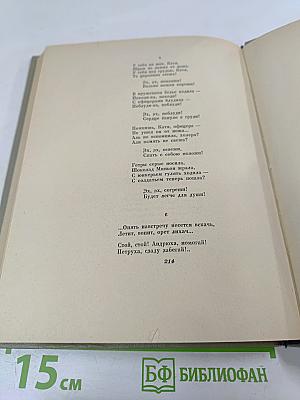 5
У тебя на шее, Катя,
Шрам не зажил от ножа.
У тебя под грудью, Катя,
Та царапина свежа!
Эх, эх, попляши!
Больно ножки хороши!
В кружевном белье ходила —
Походи-ка, походи!
С офицерами блудила —
Поблуди-ка, поблуди!
Эх, эх, поблуди!
Сердце ёкнуло в груди!
Помнишь, Катя, офицера —
Не ушел он от ножа...
Аль не вспомнила, холера?
Али память не свежа?
Эх, эх, освежи,
Спать с собою положи!
Гетры серые носила,
Шоколад Миньон жрала,
С юнкерьем гулять ходила —
С солдатьем теперь пошла?
Эх, эх, согреши!
Будет легче для души!
6
...Опять навстречу несется вскачь,
Летит, вопит, орет лихач...
Стой, стой! Андрюха, помогай!
Петруха, сзаду забегай!..
214
15 см
БФ БИБЛИОФАН